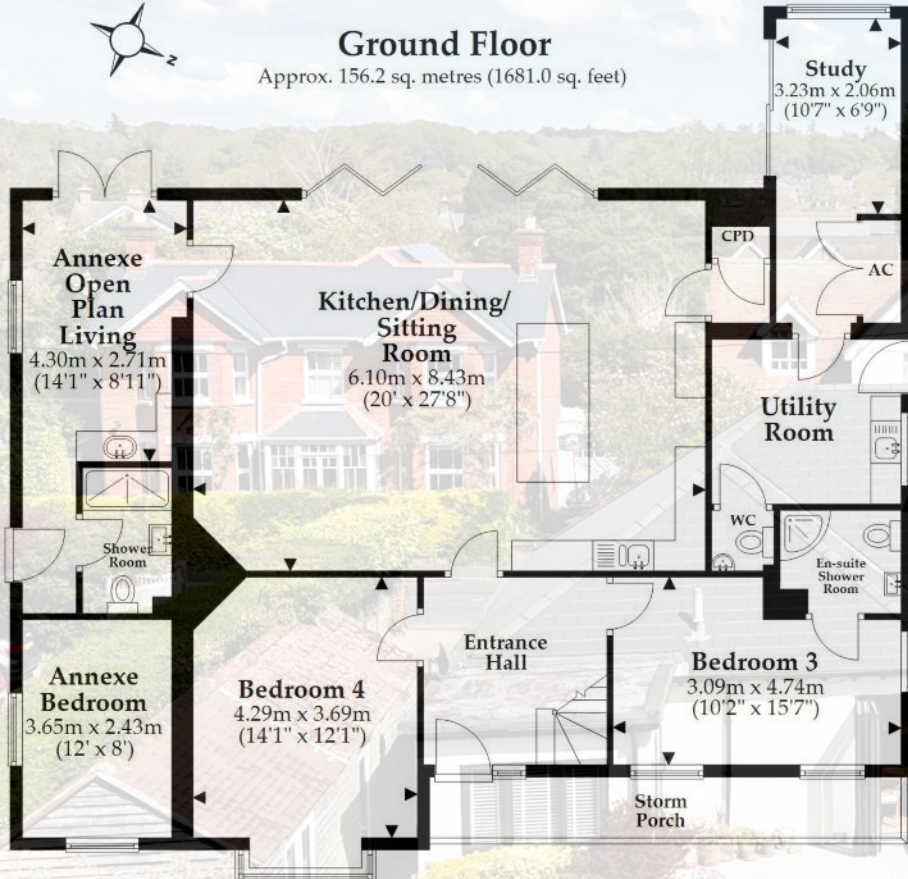 N
Ground Floor
Approx. 156.2 sq. metres (1681.0 sq. feet)
Study
3.23m x 2.06m
(10'7" x 6'9")
Annexe
Open
Plan
Living
4.30m x 2.71m
(14'1" x 8'11")
Kitchen/Dining/
Sitting
Room
6.10m x 8.43m
(20' x 27'8")
CPD
AC
Utility
Room
WC
Shower
Room
En-suite
Shower
Room
Annexe
Bedroom
3.65m x 2.43m
(12' x 8')
Bedroom 4
4.29m x 3.69m
(14'1" x 12'1")
Entrance
Hall
Bedroom 3
3.09m x 4.74m
(10'2" x 15'7")
Storm
Porch